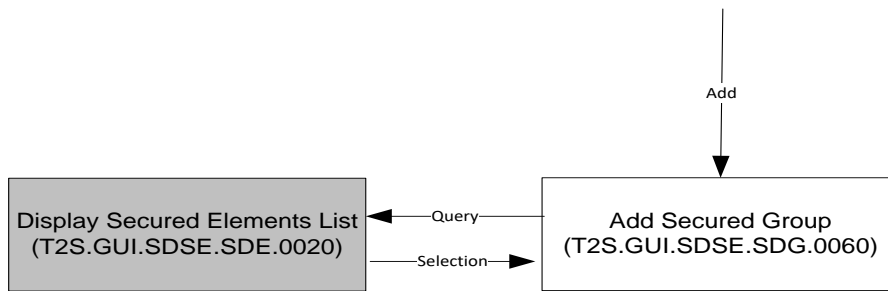 Add
Display Secured Elements List
(T2S.GUI.SDSE.SDE.0020)
Query
Selection
Add Secured Group
(T2S.GUI.SDSE.SDG.0060)